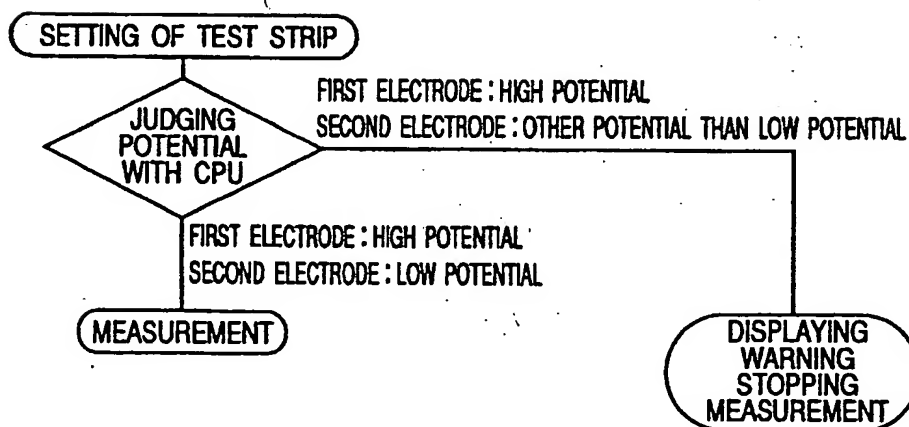 SETTING OF TEST STRIP
FIRST ELECTRODE : HIGH POTENTIAL
SECOND ELECTRODE : OTHER POTENTIAL THAN LOW POTENTIAL
JUDGING
POTENTIAL
WITH CPU
FIRST ELECTRODE : HIGH POTENTIAL
SECOND ELECTRODE : LOW POTENTIAL
MEASUREMENT
DISPLAYING
WARNING
STOPPING
MEASUREMENT